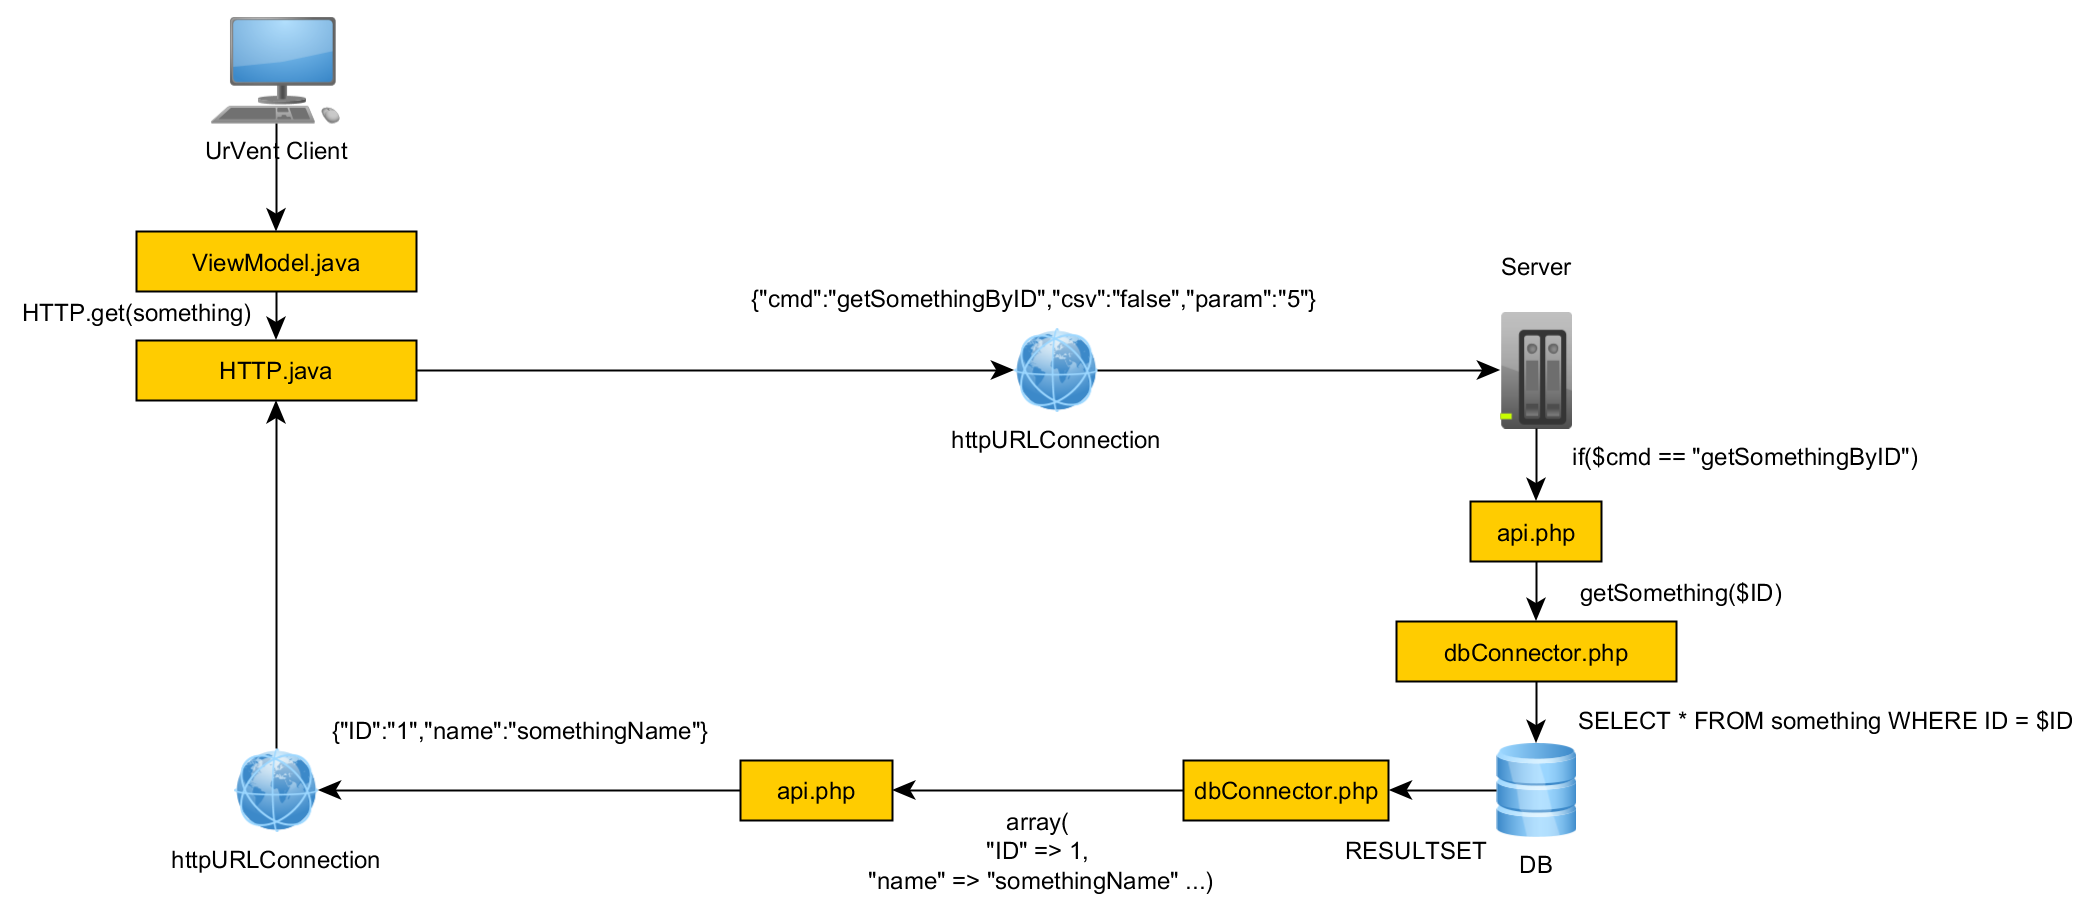 UrVent Client
ViewModel.java
HTTP.get(something)
HTTP.java
{"cmd":"getSomethingByID","csv":"false","param":"5"}
httpURLConnection
Server
if($cmd == "getSomethingByID")
api.php
getSomething($ID)
dbConnector.php
SELECT * FROM something WHERE ID = $ID
DB
RESULTSET
dbConnector.php
array(
"ID" => 1,
"name" => "somethingName" ...)
api.php
{"ID":"1","name":"somethingName"}
httpURLConnection